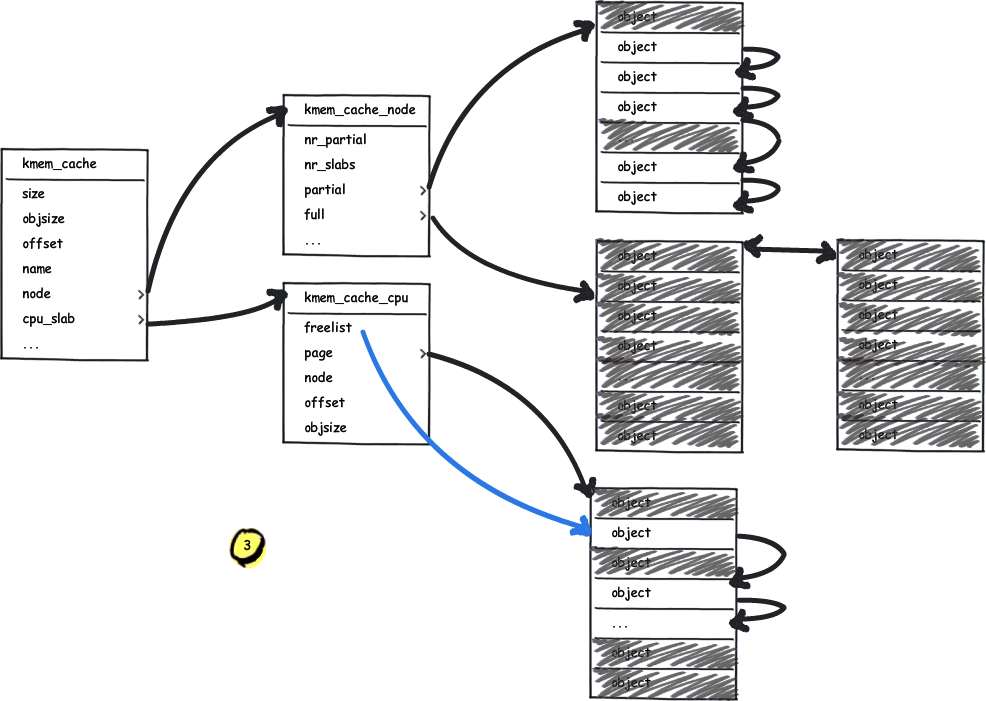 kmem_cache
size
objsize
offset
name
node
cpu_slab
...
kmem_cache_node
nr_partial
nr_slabs
partial
full
...
kmem_cache_cpu
freelist
page
node
offset
objsize
object
object
object
object
...
object
object
object
object
object
object
...
object
object
object
object
object
object
...
object
object
object
object
object
object
...
object
object
3